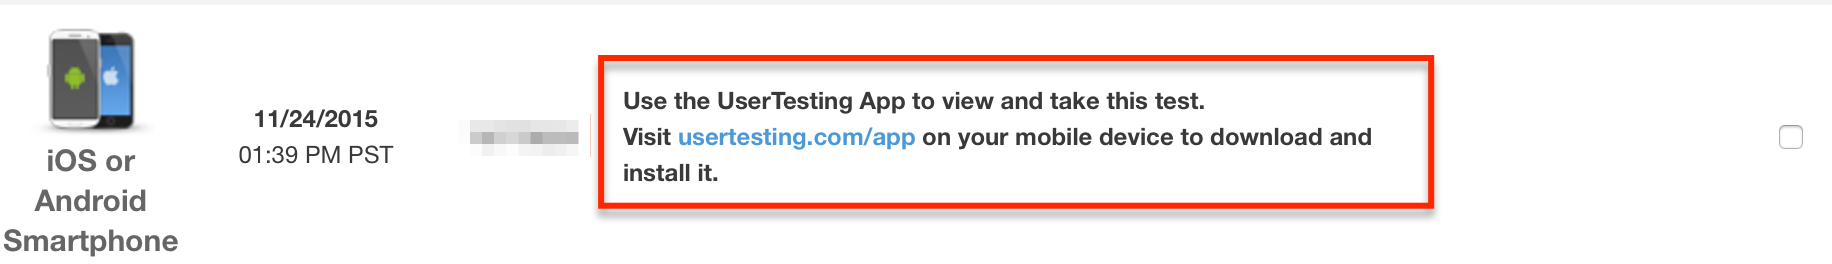 iOS or
Android
Smartphone
11/24/2015
01:39 PM PST
Use the UserTesting App to view and take this test.
Visit usertesting.com/app on your mobile device to download and
install it.